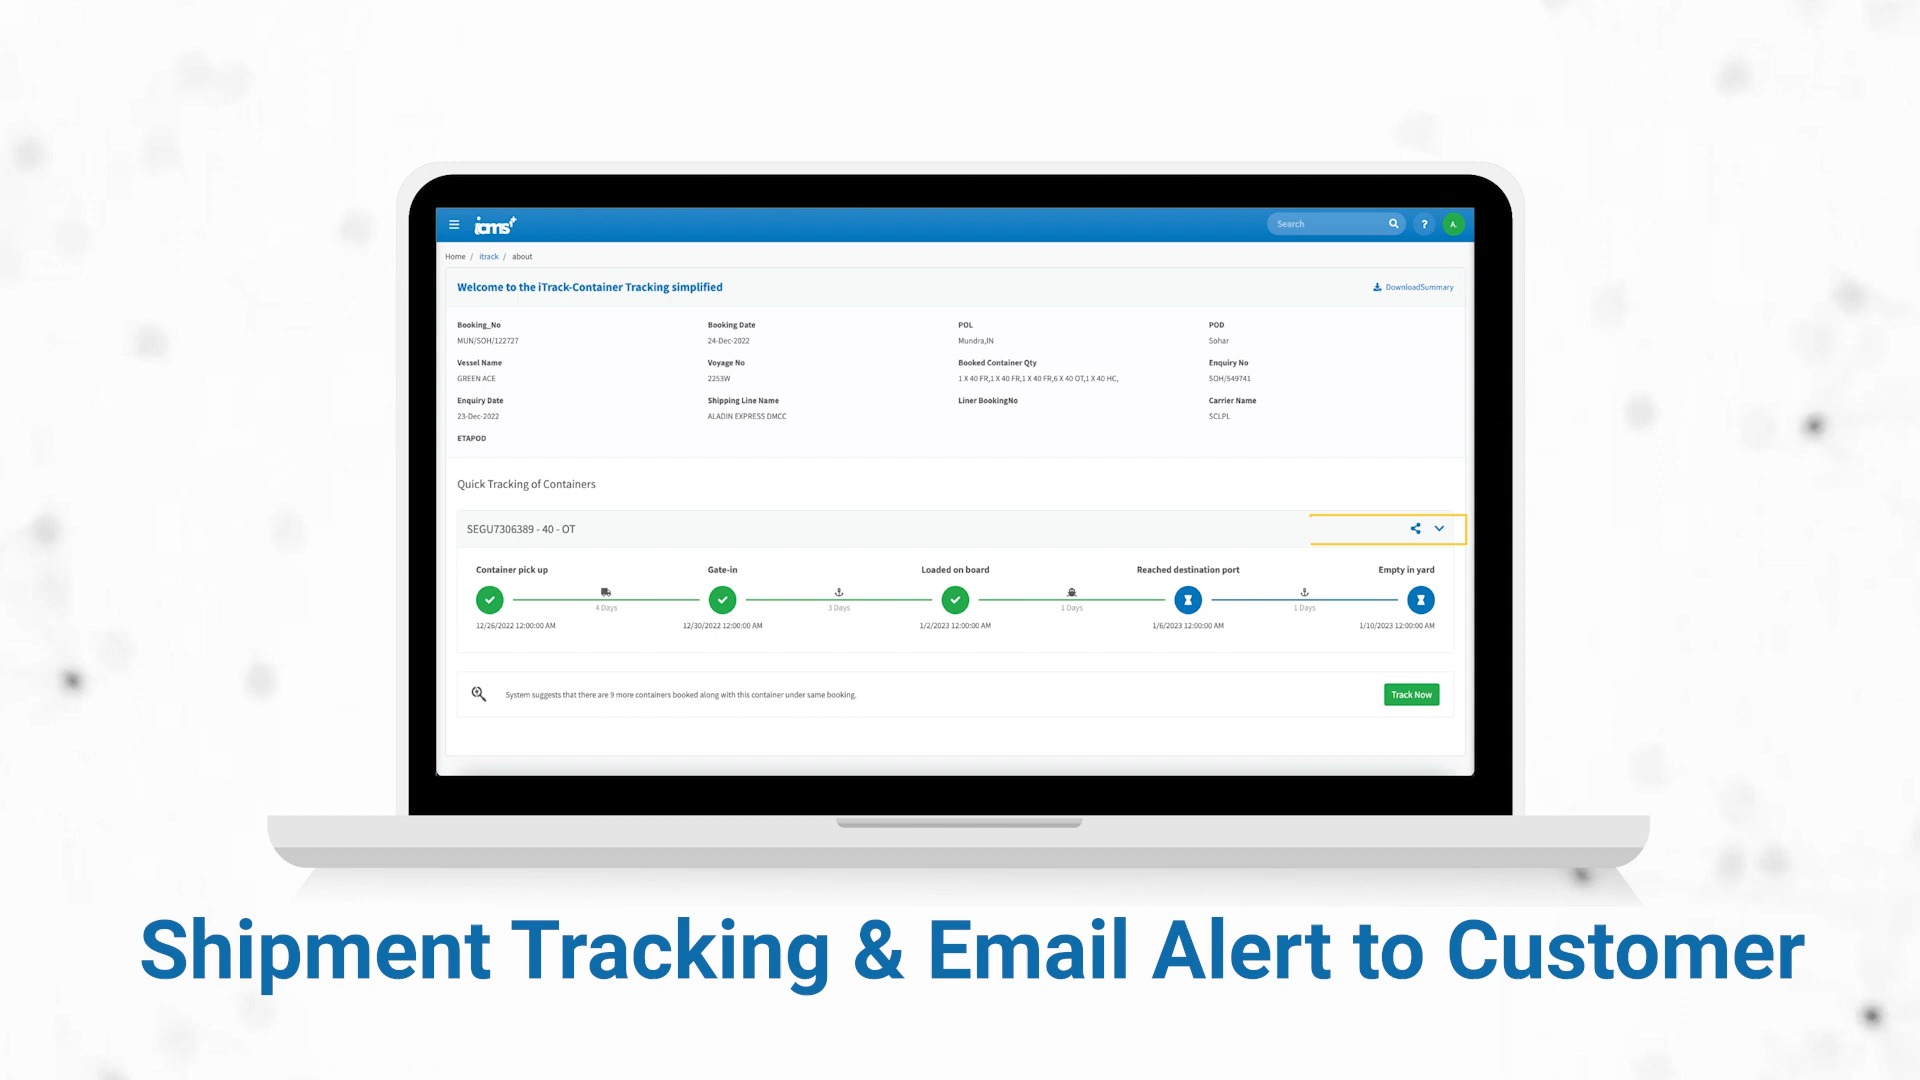 icms+
Search
?
A.
Home / itrack / about
Welcome to the iTrack-Container Tracking simplified
DownloadSummary
Booking_No
Booking Date
POL
POD
MUN/SOH/122727
24-Dec-2022
Mundra,IN
Sohar
Vessel Name
Voyage No
Booked Container Qty
Enquiry No
GREEN ACE
2253W
1 X 40 FR,1 X 40 FR,1 X 40 FR,6 X 40 OT,1 X 40 HC,
SOH/549741
Enquiry Date
Shipping Line Name
Liner BookingNo
Carrier Name
23-Dec-2022
ALADIN EXPRESS DMCC
SCLPL
ETAPOD
Quick Tracking of Containers
SEGU7306389 - 40 - OT
Container pick up
Gate-in
Loaded on board
Reached destination port
Empty in yard
4 Days
3 Days
1 Days
1 Days
12/26/2022 12:00:00 AM
12/30/2022 12:00:00 AM
1/2/2023 12:00:00 AM
1/6/2023 12:00:00 AM
1/10/2023 12:00:00 AM
System suggests that there are 9 more containers booked along with this container under same booking.
Track Now
Shipment Tracking & Email Alert to Customer